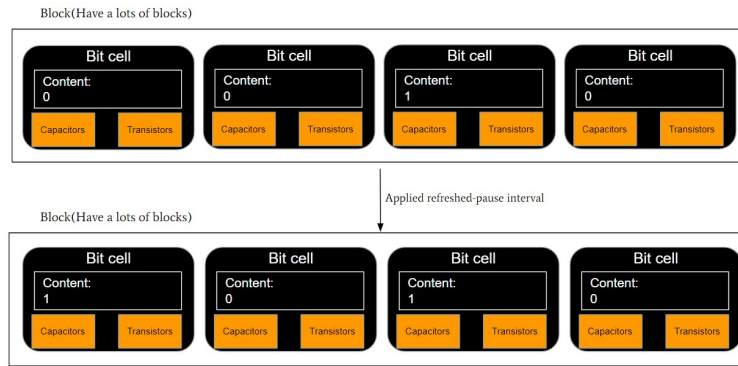 Block(Have a lots of blocks)
Bit cell Bit cell Bit cell Bit cell
Content: Content: Content: Content:
0 0 1 0
Capacitors Transistors Capacitors Transistors Capacitors Transistors Capacitors Transistors
Applied refreshed-pause interval
Block(Have a lots of blocks)
Bit cell Bit cell Bit cell Bit cell
Content: Content: Content: Content:
1 0 1 0
Capacitors Transistors Capacitors Transistors Capacitors Transistors Capacitors Transistors